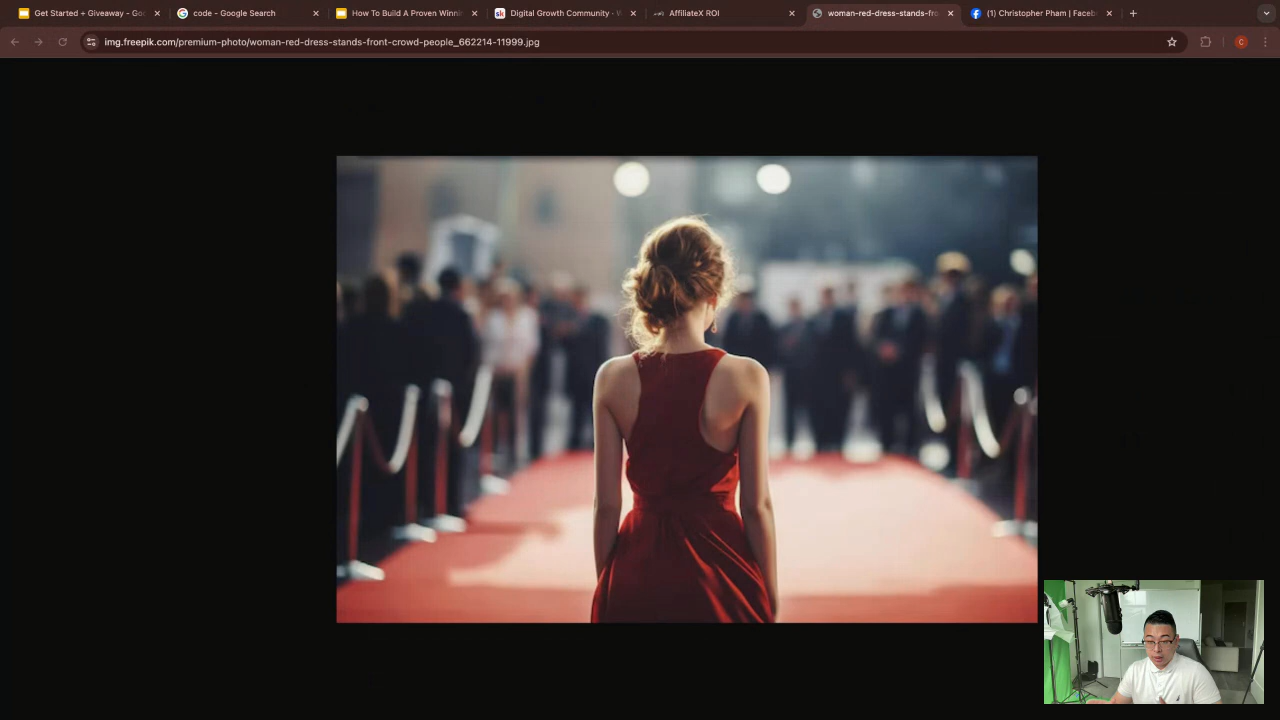 Get Started + Giveaway - Go
code - Google Search
How To Build A Proven Winni
Digital Growth Community -
AffiliateX ROI
woman-red-dress-stands-fro
(1) Christopher Pham | Faceb
img.freepik.com/premium-photo/woman-red-dress-stands-front-crowd-people_662214-11999.jpg
C